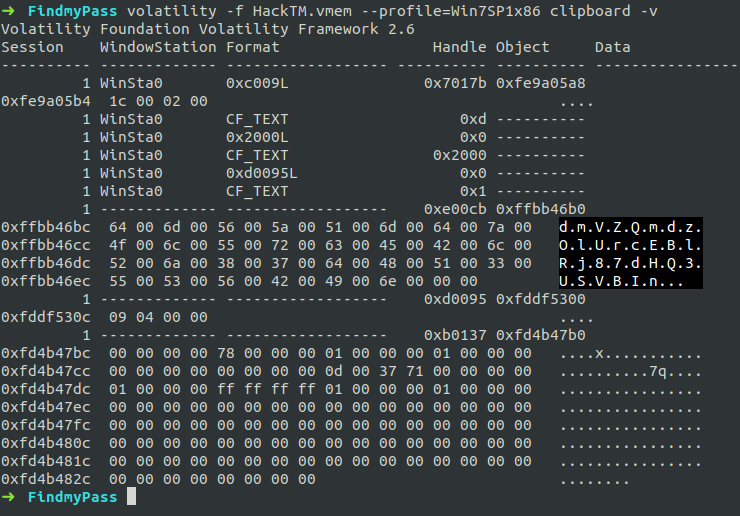 ➜  FindmyPass volatility -f HackTM.vmem --profile=Win7SP1x86 clipboard -v
Volatility Foundation Volatility Framework 2.6
Session    WindowStation Format                 Handle Object     Data
---------- ------------- ------------------ ---------- ---------- ----------------
         1 WinSta0       0xc009L               0x7017b 0xfe9a05a8
0xfe9a05b4  1c 00 02 00                                       ....
         1 WinSta0       CF_TEXT                   0xd ----------
         1 WinSta0       0x2000L                   0x0 ----------
         1 WinSta0       CF_TEXT                0x2000 ----------
         1 WinSta0       0xd0095L                  0x0 ----------
         1 WinSta0       CF_TEXT                   0x1 ----------
         1 ------------- ------------------    0xe00cb 0xffbb46b0
0xffbb46bc  64 00 6d 00 56 00 5a 00 51 00 6d 00 64 00 7a 00   d.m.V.Z.Q.m.d.z.
0xffbb46cc  4f 00 6c 00 55 00 72 00 63 00 45 00 42 00 6c 00   O.l.U.r.c.E.B.l.
0xffbb46dc  52 00 6a 00 38 00 37 00 64 00 48 00 51 00 33 00   R.j.8.7.d.H.Q.3.
0xffbb46ec  55 00 53 00 56 00 42 00 49 00 6e 00 00 00         U.S.V.B.I.n...
         1 ------------- ------------------    0xd0095 0xfddf5300
0xfddf530c  09 04 00 00                                       ....
         1 ------------- ------------------    0xb0137 0xfd4b47b0
0xfd4b47bc  00 00 00 00 78 00 00 00 01 00 00 00 01 00 00 00   ....x...........
0xfd4b47cc  00 00 00 00 00 00 00 00 0d 00 37 71 00 00 00 00   ..........7q....
0xfd4b47dc  01 00 00 00 ff ff ff ff 01 00 00 00 01 00 00 00   ................
0xfd4b47ec  00 00 00 00 00 00 00 00 00 00 00 00 00 00 00 00   ................
0xfd4b47fc  00 00 00 00 00 00 00 00 00 00 00 00 00 00 00 00   ................
0xfd4b480c  00 00 00 00 00 00 00 00 00 00 00 00 00 00 00 00   ................
0xfd4b481c  00 00 00 00 00 00 00 00 00 00 00 00 00 00 00 00   ................
0xfd4b482c  00 00 00 00 00 00 00 00                           ........
➜  FindmyPass